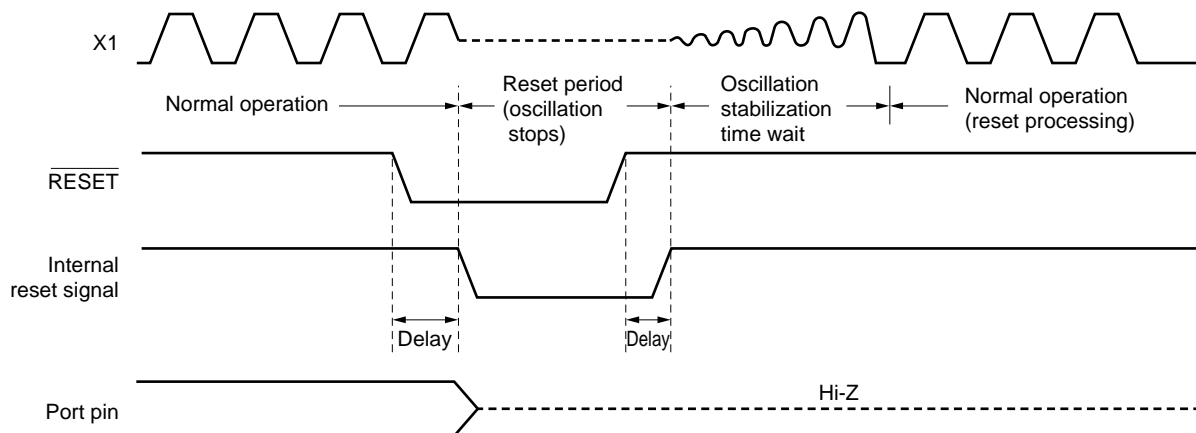 X1
Normal operation
Reset period
(oscillation
stops)
Oscillation
stabilization
time wait
Normal operation
(reset processing)
RESET
Internal
reset signal
Delay
Delay
Hi-Z
Port pin